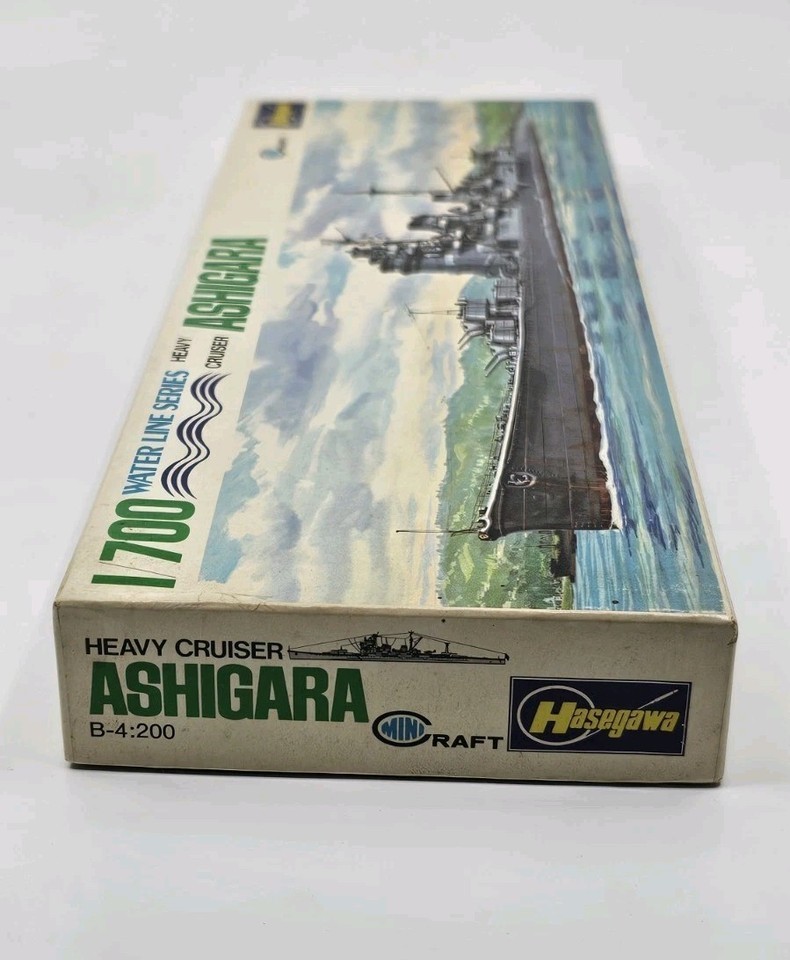 1/700 WATER LINE SERIES
HEAVY
CRUISER
ASHIGARA
HEAVY CRUISER
ASHIGARA
B-4:200
MINI CRAFT
Hasegawa